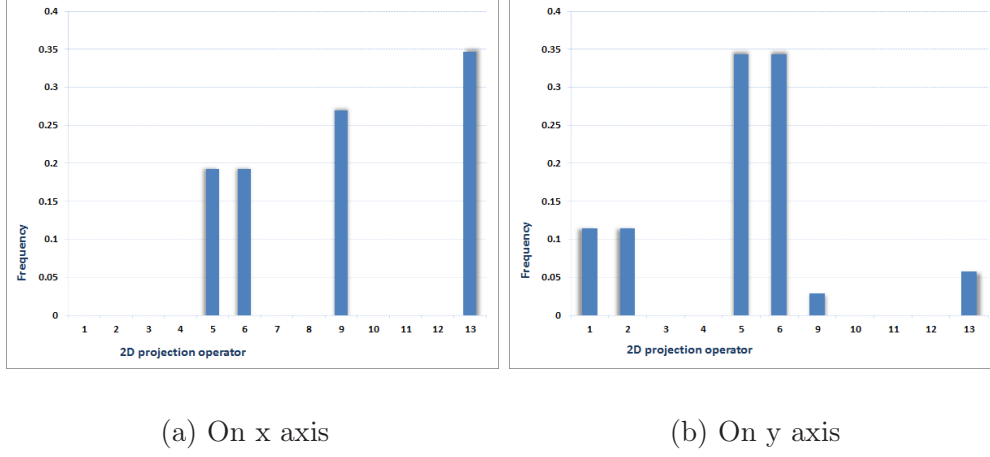 0.4
0.35
0.3
0.25
0.2
0.15
0.1
0.05
0
Frequency
1 2 3 4 5 6 7 8 9 10 11 12 13
2D projection operator
(a) On x axis
0.4
0.35
0.3
0.25
0.2
0.15
0.1
0.05
0
Frequency
1 2 3 4 5 6 9 10 11 12 13
2D projection operator
(b) On y axis